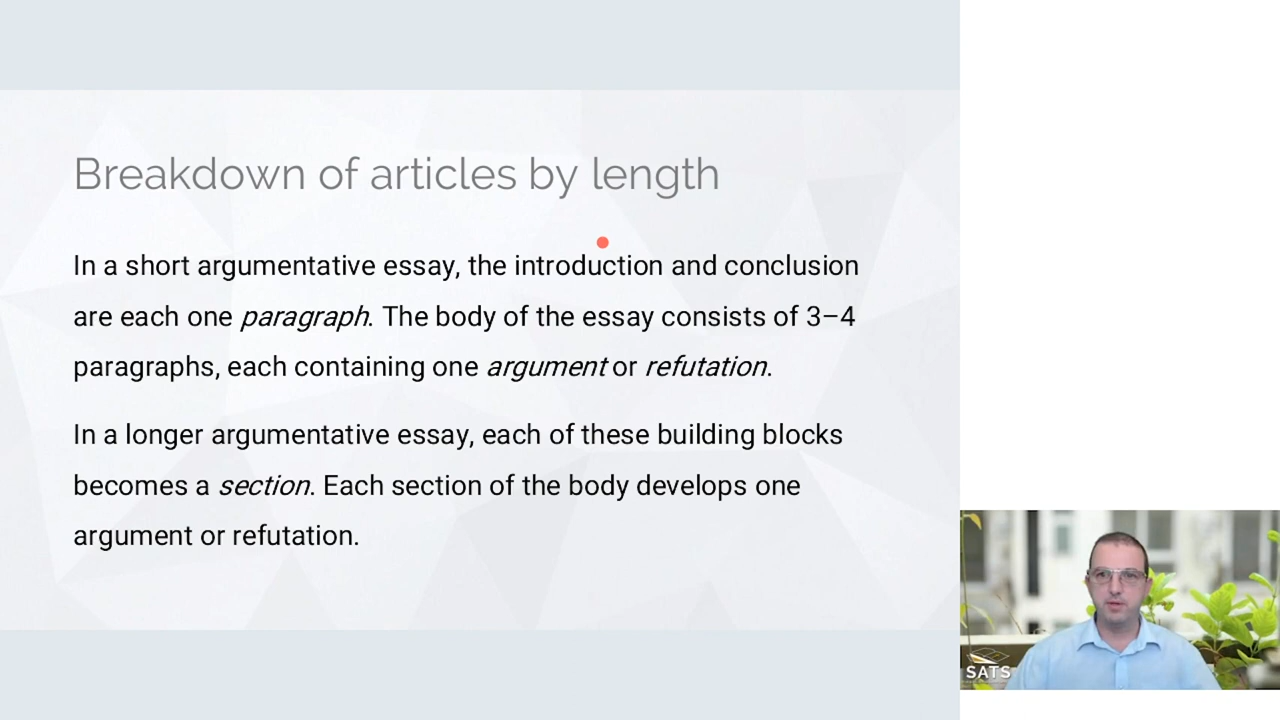 Breakdown of articles by length
In a short argumentative essay, the introduction and conclusion
are each one paragraph. The body of the essay consists of 3–4
paragraphs, each containing one argument or refutation.
In a longer argumentative essay, each of these building blocks
becomes a section. Each section of the body develops one
argument or refutation.
SATS